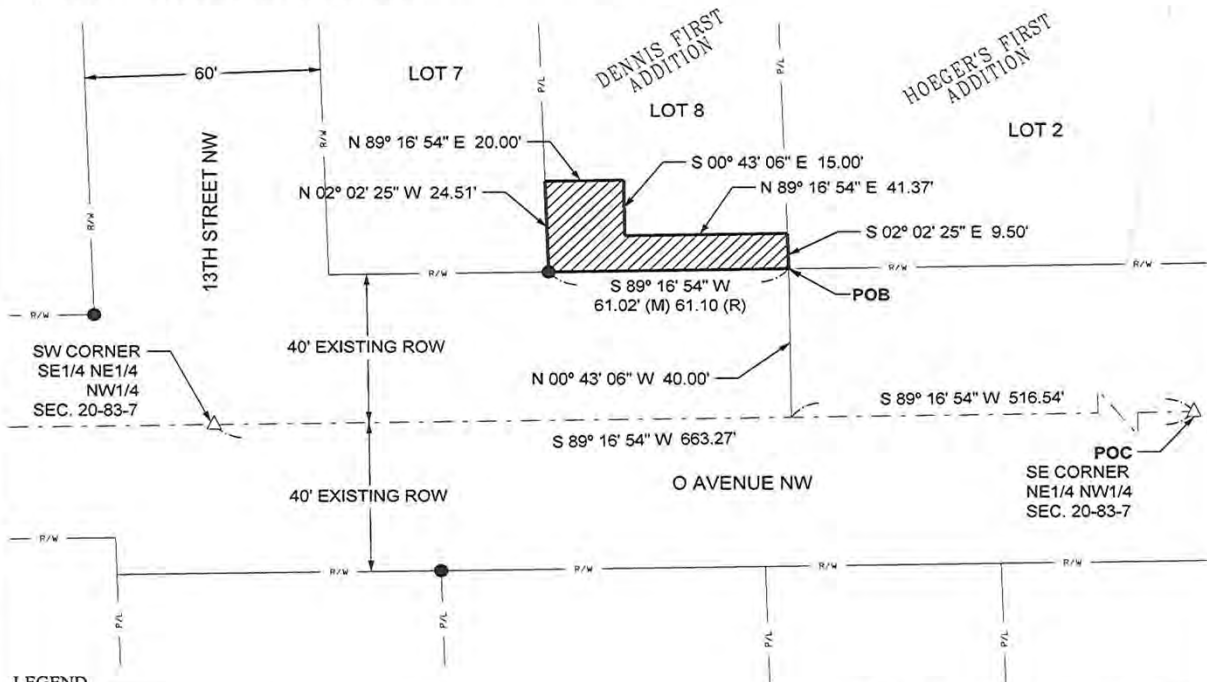 60'
LOT 7
DENNIS FIRST
ADDITION
HOEGER'S FIRST
ADDITION
LOT 8
LOT 2
P/L
P/L
R/W
R/W
13TH STREET NW
N 89° 16' 54" E 20.00'
S 00° 43' 06" E 15.00'
N 02° 02' 25" W 24.51'
N 89° 16' 54" E 41.37'
S 02° 02' 25" E 9.50'
R/W
R/W
R/W
S 89° 16' 54" W
61.02' (M) 61.10 (R)
POB
R/W
SW CORNER
SE1/4 NE1/4
NW1/4
SEC. 20-83-7
40' EXISTING ROW
N 00° 43' 06" W 40.00'
S 89° 16' 54" W 516.54'
S 89° 16' 54" W 663.27'
POC
SE CORNER
NE1/4 NW1/4
SEC. 20-83-7
O AVENUE NW
40' EXISTING ROW
R/W
R/W
R/W
R/W
R/W
P/L
P/L
P/L
P/L
LEGEND